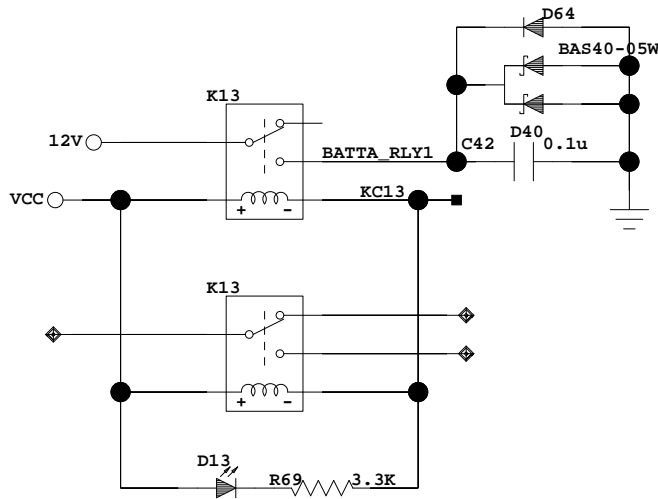 D64
BAS40-05W
K13
12V
BATTA_RLY1
C42
D40
0.1u
VCC
KC13
+ -
K13
+ -
D13
R69
3.3K